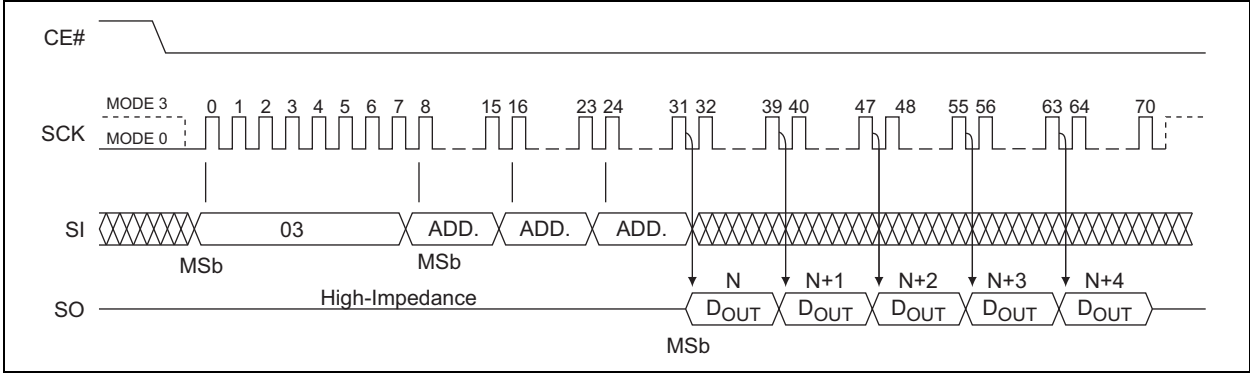 CE#
MODE 3
0 1 2 3 4 5 6 7 8 15 16 23 24 31 32 39 40 47 48 55 56 63 64 70
SCK
MODE 0
SI 03 ADD. ADD. ADD.
MSb MSb
N N+1 N+2 N+3 N+4
High-Impedance
SO DOUT DOUT DOUT DOUT DOUT
MSb